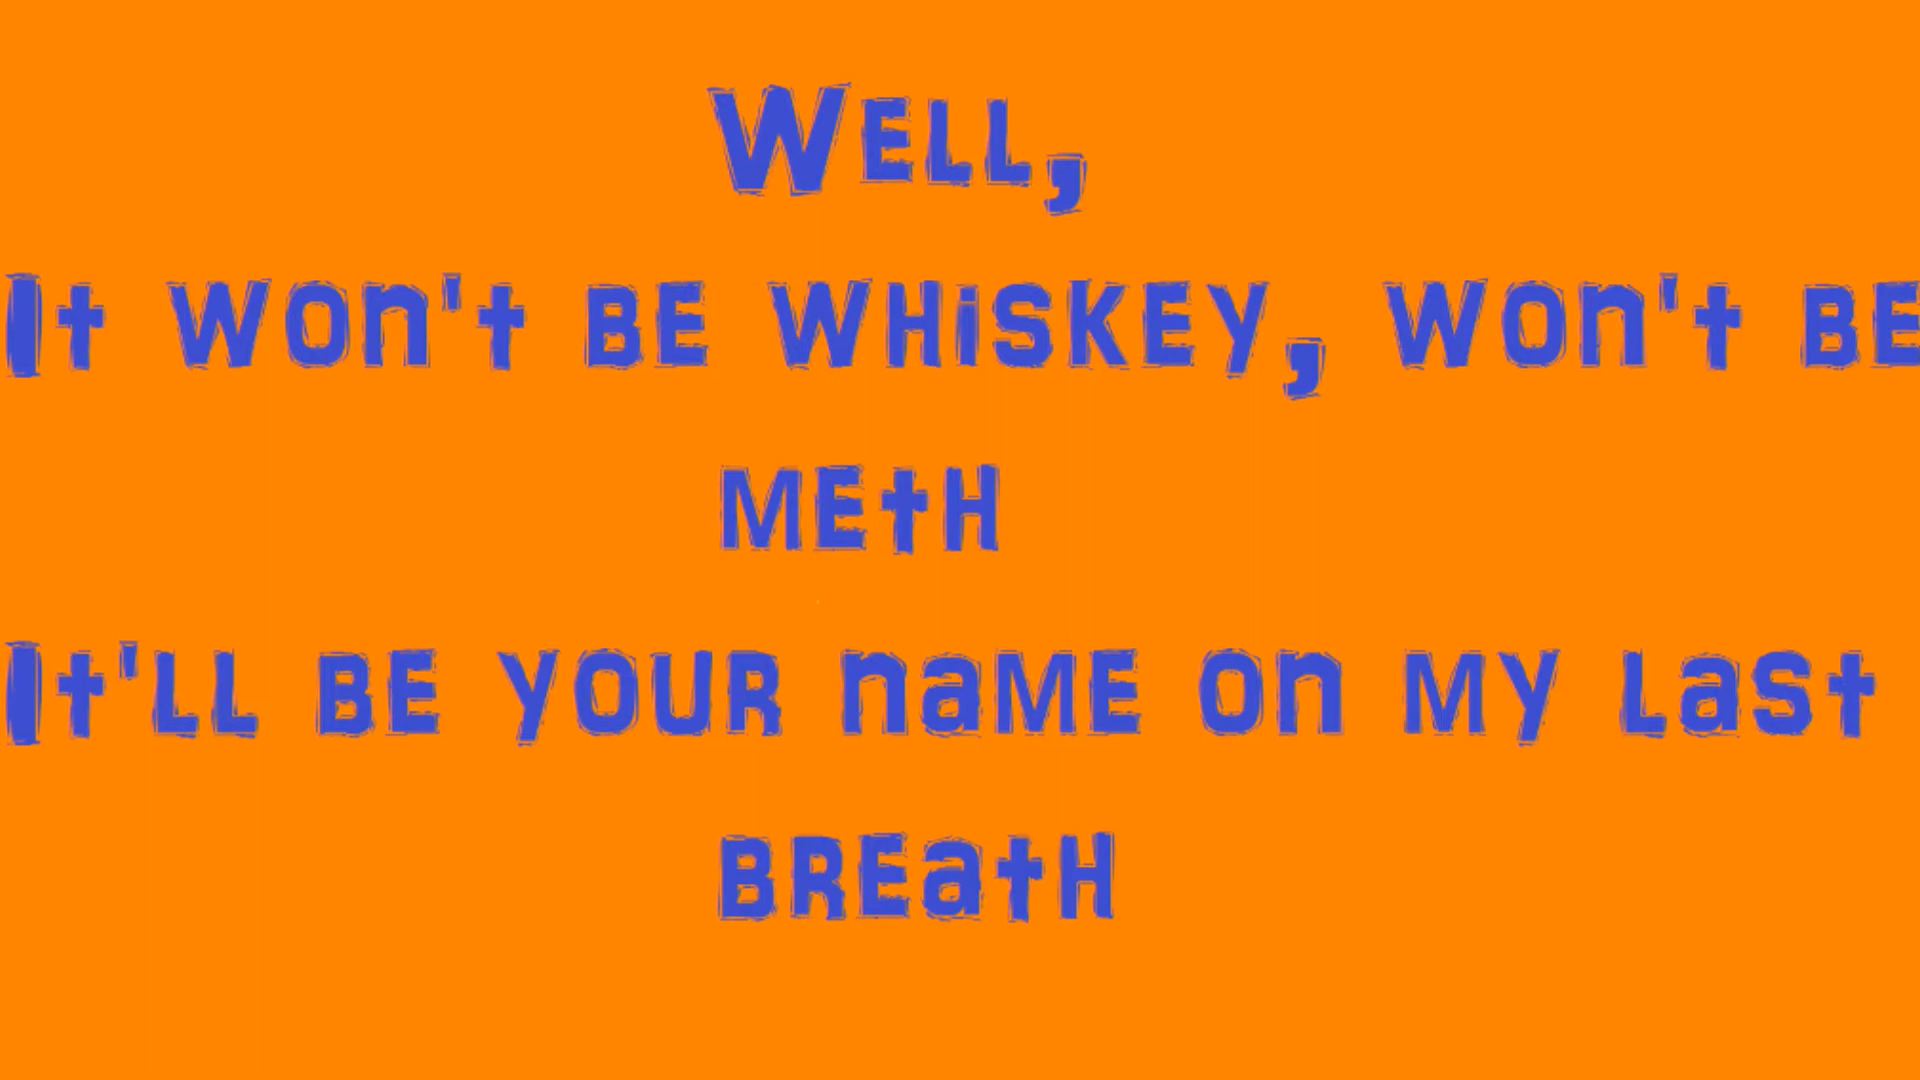 Well,
It won't be whiskey, won't be
meth
It'll be your name on my last
breath